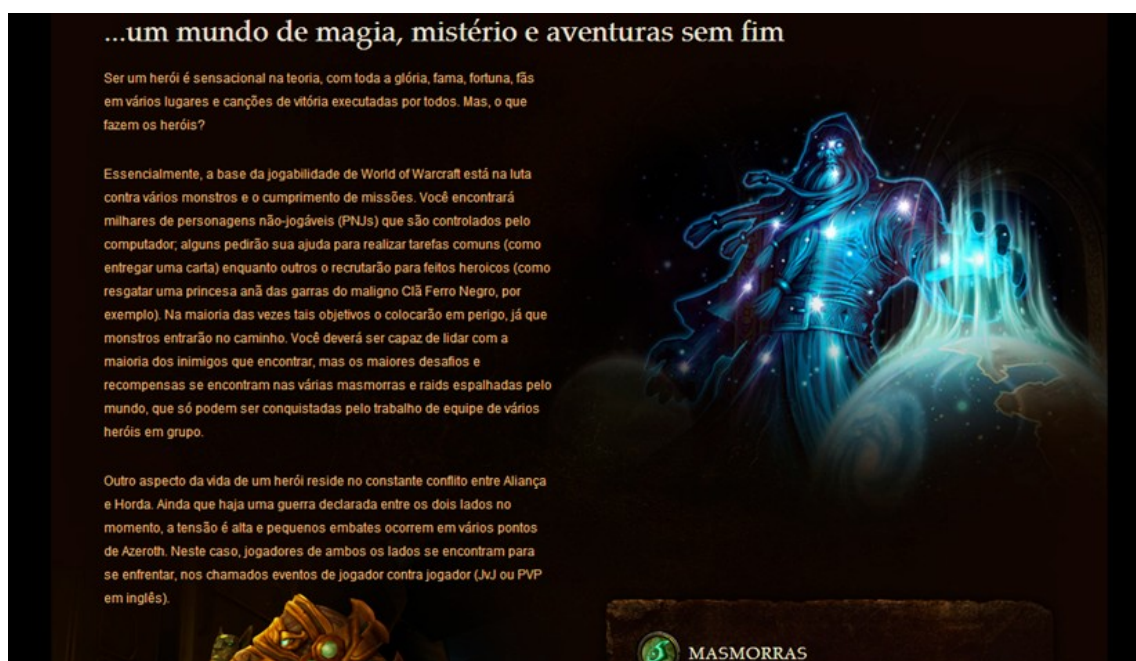 ...um mundo de magia, mistério e aventuras sem fim
Ser um herói é sensacional na teoria, com toda a glória, fama, fortuna, fãs
em vários lugares e canções de vitória executadas por todos. Mas, o que
fazem os heróis?
Essencialmente, a base da jogabilidade de World of Warcraft está na luta
contra vários monstros e o cumprimento de missões. Você encontrará
milhares de personagens não-jogáveis (PNJs) que são controlados pelo
computador; alguns pedirão sua ajuda para realizar tarefas comuns (como
entregar uma carta) enquanto outros o recrutarão para feitos heroicos (como
resgatar uma princesa anã das garras do maligno Clã Ferro Negro, por
exemplo). Na maioria das vezes tais objetivos o colocarão em perigo, já que
monstros entrarão no caminho. Você deverá ser capaz de lidar com a
maioria dos inimigos que encontrar, mas os maiores desafios e
recompensas se encontram nas várias masmorras e raids espalhadas pelo
mundo, que só podem ser conquistadas pelo trabalho de equipe de vários
heróis em grupo.
Outro aspecto da vida de um herói reside no constante conflito entre Aliança
e Horda. Ainda que haja uma guerra declarada entre os dois lados no
momento, a tensão é alta e pequenos embates ocorrem em vários pontos
de Azeroth. Neste caso, jogadores de ambos os lados se encontram para
se enfrentar, nos chamados eventos de jogador contra jogador (JvJ ou PVP
em inglês).
MASMORRAS